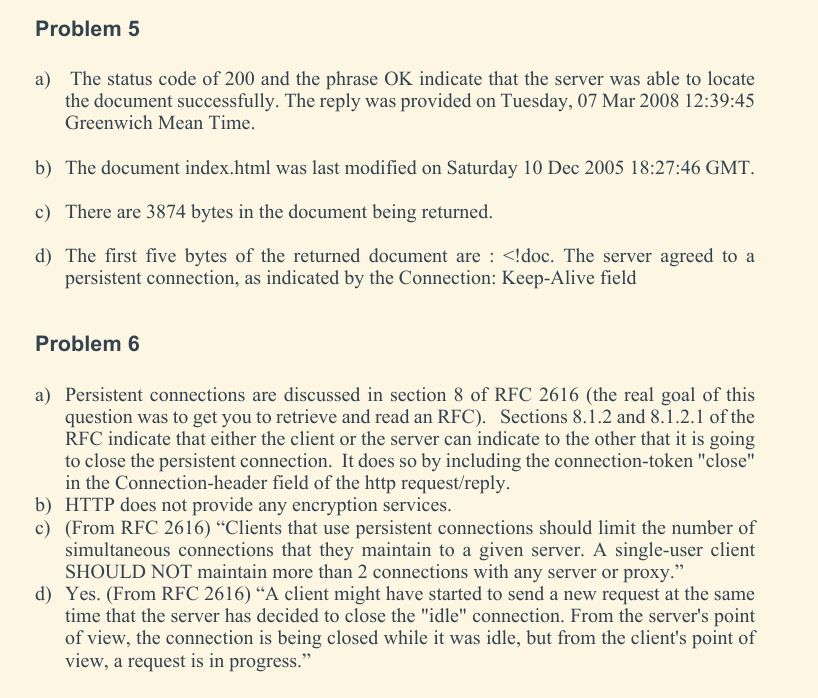 Problem 5
a) The status code of 200 and the phrase OK indicate that the server was able to locate
the document successfully. The reply was provided on Tuesday, 07 Mar 2008 12:39:45
Greenwich Mean Time.
b) The document index.html was last modified on Saturday 10 Dec 2005 18:27:46 GMT.
c) There are 3874 bytes in the document being returned.
d) The first five bytes of the returned document are : <!doc. The server agreed to a
persistent connection, as indicated by the Connection: Keep-Alive field
Problem 6
a) Persistent connections are discussed in section 8 of RFC 2616 (the real goal of this
question was to get you to retrieve and read an RFC). Sections 8.1.2 and 8.1.2.1 of the
RFC indicate that either the client or the server can indicate to the other that it is going
to close the persistent connection. It does so by including the connection-token "close"
in the Connection-header field of the http request/reply.
b) HTTP does not provide any encryption services.
c) (From RFC 2616) “Clients that use persistent connections should limit the number of
simultaneous connections that they maintain to a given server. A single-user client
SHOULD NOT maintain more than 2 connections with any server or proxy.”
d) Yes. (From RFC 2616) “A client might have started to send a new request at the same
time that the server has decided to close the "idle" connection. From the server's point
of view, the connection is being closed while it was idle, but from the client's point of
view, a request is in progress.”